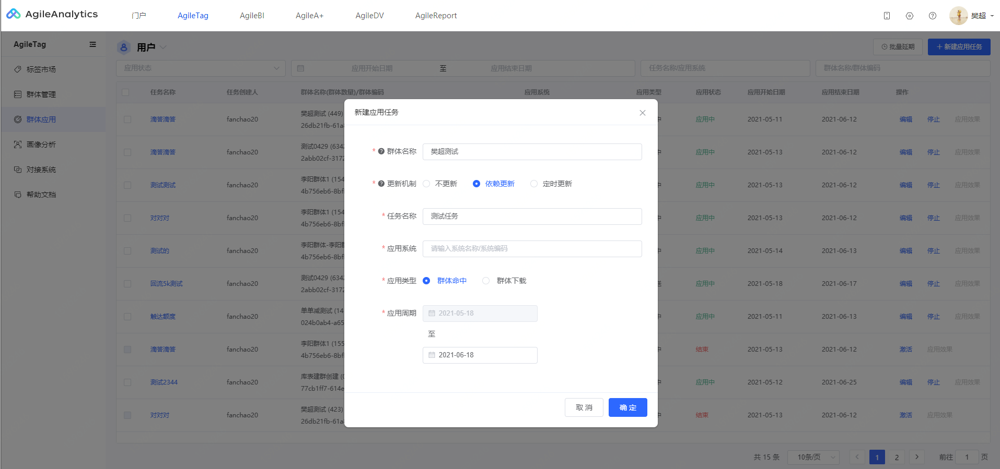 AgileAnalytics 门户 AgileTag AgileBI AgileA+ AgileDV AgileReport 樊超
AgileTag
标签市场
群体管理
群体应用
画像分析
对接系统
帮助文档
用户 批量延期 + 新建应用任务
应用状态 应用开始日期 至 应用结束日期 任务名称/应用系统 群体名称/群体编码
任务名称 任务创建人 群体名称(群体数量)/群体编码 应用系统 应用类型 应用状态 应用开始日期 应用结束日期 操作
滴答滴答 fanchao20 樊超测试 (449) 中 应用中 2021-05-11 2021-06-12 编辑 停止 应用效果
26db21fb-61a
滴答滴答 fanchao20 测试0429 (634 中 应用中 2021-05-13 2021-06-12 编辑 停止 应用效果
2abb02cf-317
测试测试 fanchao20 李阳群体1 (154 中 应用中 2021-05-13 2021-06-12 编辑 停止 应用效果
4b756eb6-8bf
对对对 fanchao20 李阳群体1 (154 中 应用中 2021-05-13 2021-06-12 编辑 停止 应用效果
4b756eb6-8bf
测试的 fanchao20 李阳群体-李阳群 中 应用中 2021-05-14 2021-06-13 编辑 停止 应用效果
4b756eb6-8bf
回流5k测试 fanchao20 测试0429 (634 送 应用中 2021-05-18 2021-06-17 编辑 停止 应用效果
2abb02cf-317
触达额度 fanchao20 单单减测试 (14 中 应用中 2021-05-11 2021-06-13 编辑 停止 应用效果
024b0ab4-a65
滴答滴答 fanchao20 李阳群体1 (155 中 结束 2021-05-13 2021-06-12 激活 应用效果
4b756eb6-8bf
测试2344 fanchao20 库表建群创建 (0 中 应用中 2021-05-12 2021-06-25 编辑 停止 应用效果
77cb1ff7-614e
对对对 fanchao20 樊超测试 (423) 中 结束 2021-05-13 2021-06-12 激活 应用效果
26db21fb-61a
共 15 条 10条/页 1 2 前往 1 页
新建应用任务
* 群体名称 樊超测试
* 更新机制 不更新 依赖更新 定时更新
* 任务名称 测试任务
* 应用系统 请输入系统名称/系统编码
* 应用类型 群体命中 群体下载
* 应用周期 2021-05-18
至
2021-06-18
取 消 确 定